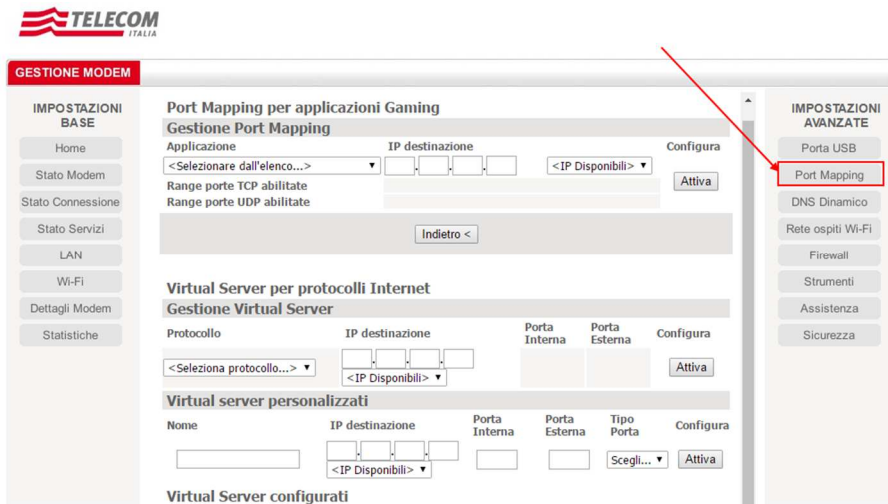 TELECOM
ITALIA
GESTIONE MODEM
IMPOSTAZIONI
BASE
Home
Stato Modem
Stato Connessione
Stato Servizi
LAN
Wi-Fi
Dettagli Modem
Statistiche
Port Mapping per applicazioni Gaming
Gestione Port Mapping
Applicazione IP destinazione Configura
<Selezionare dall'elenco...> . . . <IP Disponibili> Attiva
Range porte TCP abilitate
Range porte UDP abilitate
Indietro <
Virtual Server per protocolli Internet
Gestione Virtual Server
Protocollo IP destinazione Porta Interna Porta Esterna Configura
<Seleziona protocollo...> . . . <IP Disponibili> Attiva
Virtual server personalizzati
Nome IP destinazione Porta Interna Porta Esterna Tipo Porta Configura
. . . <IP Disponibili> Scegli... Attiva
Virtual Server configurati
IMPOSTAZIONI
AVANZATE
Porta USB
Port Mapping
DNS Dinamico
Rete ospiti Wi-Fi
Firewall
Strumenti
Assistenza
Sicurezza